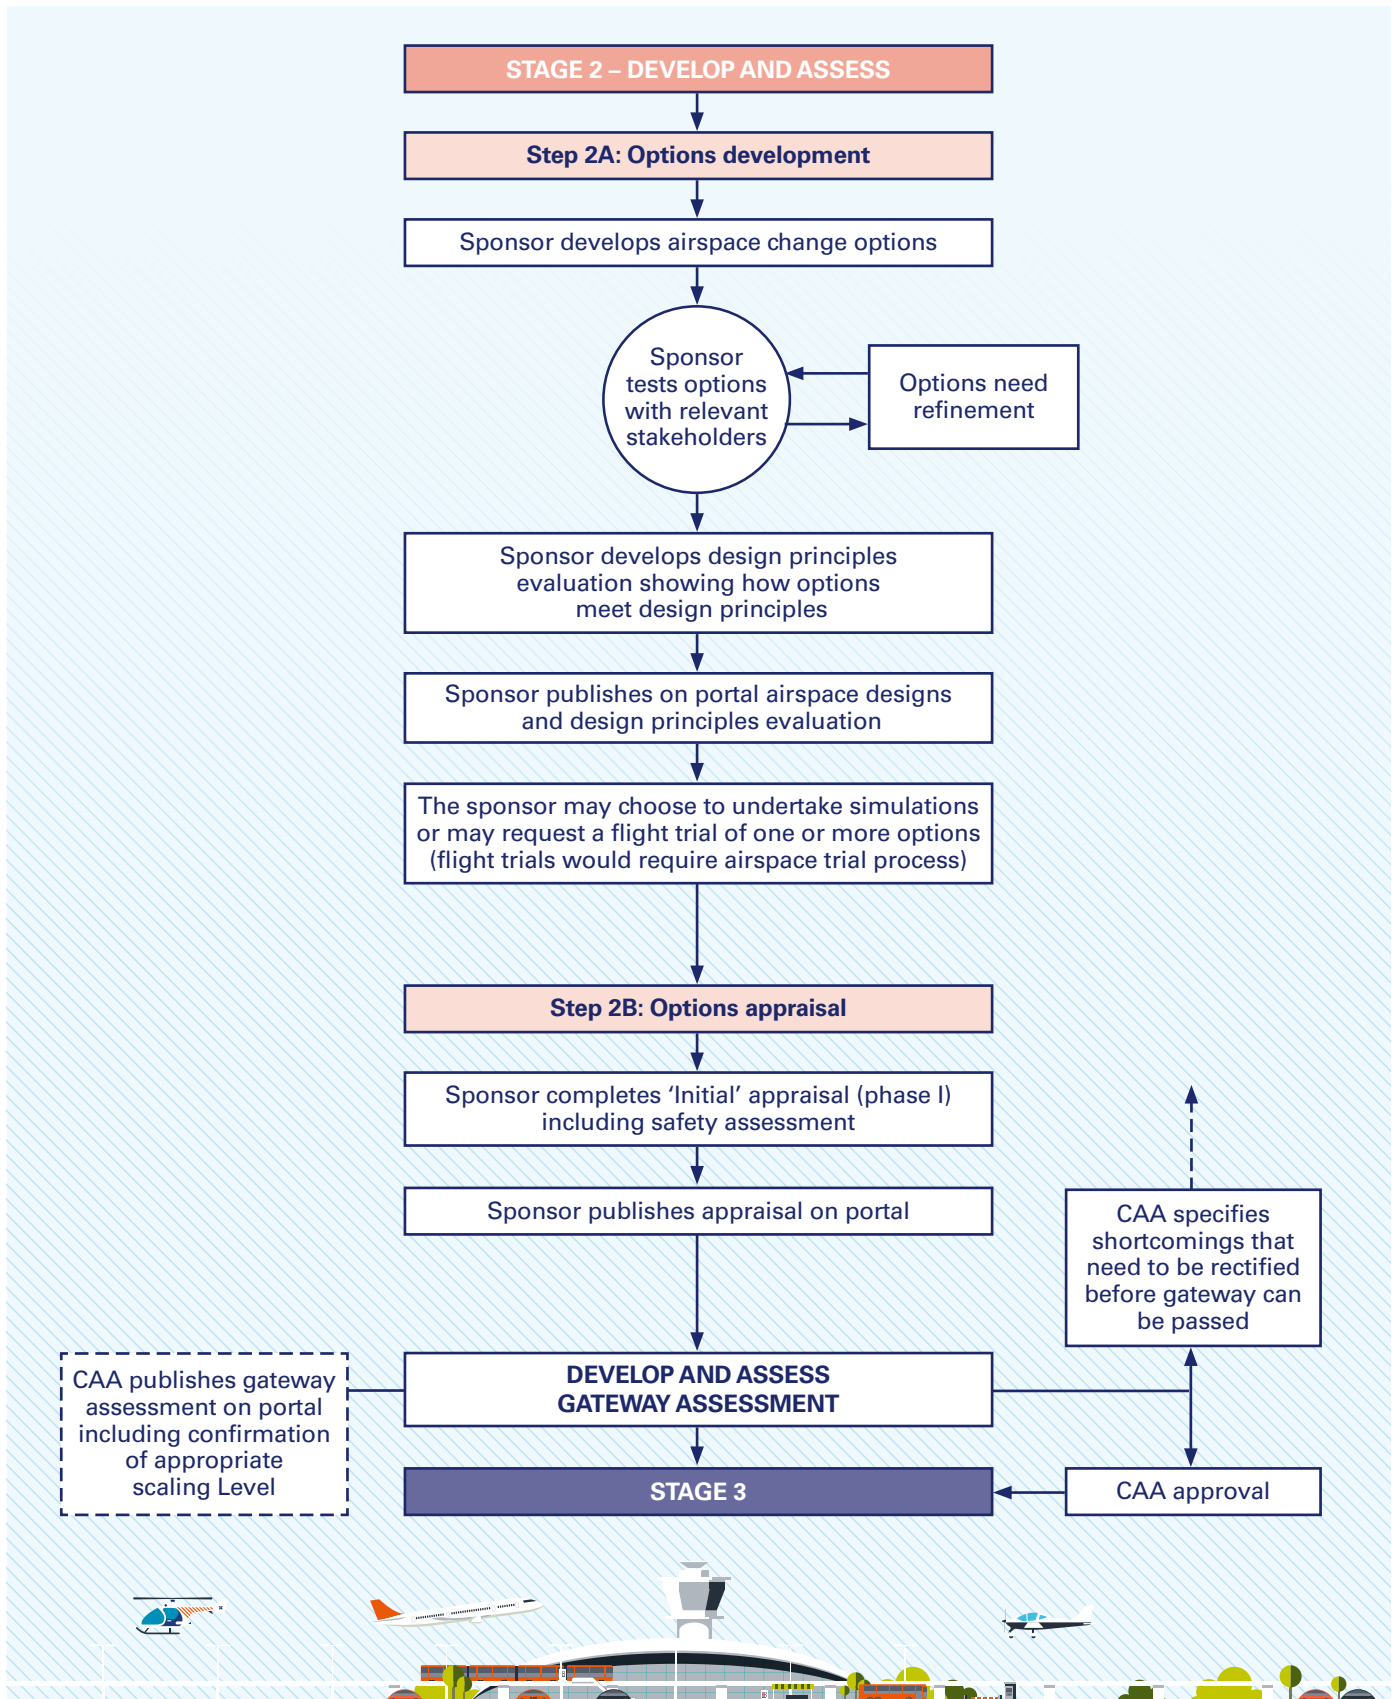 STAGE 2 – DEVELOP AND ASSESS
Step 2A: Options development
Sponsor develops airspace change options
Sponsor
tests options
with relevant
stakeholders
Options need
refinement
Sponsor develops design principles
evaluation showing how options
meet design principles
Sponsor publishes on portal airspace designs
and design principles evaluation
The sponsor may choose to undertake simulations
or may request a flight trial of one or more options
(flight trials would require airspace trial process)
Step 2B: Options appraisal
Sponsor completes ‘Initial’ appraisal (phase I)
including safety assessment
Sponsor publishes appraisal on portal
CAA specifies
shortcomings that
need to be rectified
before gateway can
be passed
CAA publishes gateway
assessment on portal
including confirmation
of appropriate
scaling Level
DEVELOP AND ASSESS
GATEWAY ASSESSMENT
STAGE 3
CAA approval